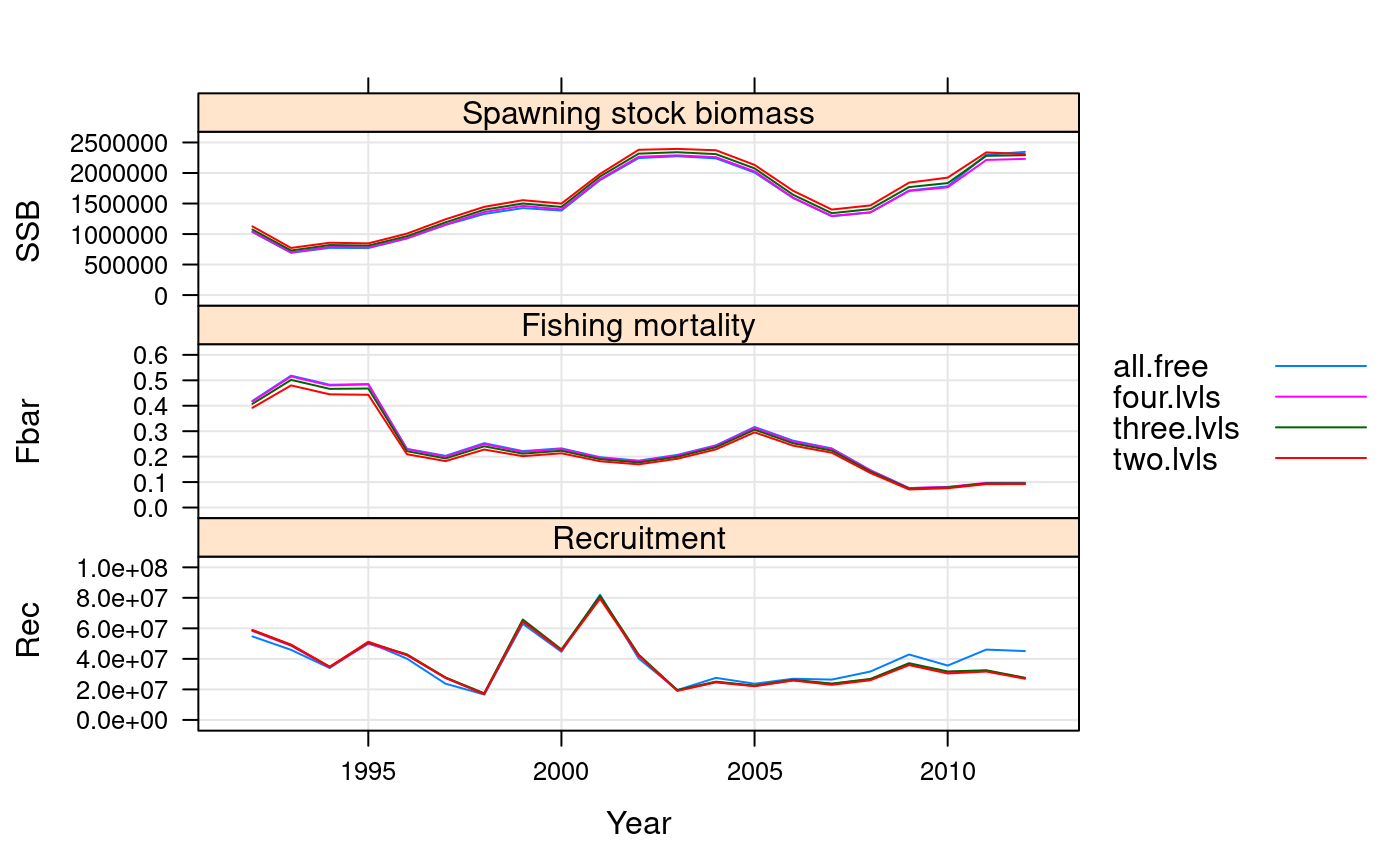 Spawning stock biomass
SSB
2500000
2000000
1500000
1000000
500000
0
Fishing mortality
Fbar
0.6
0.5
0.4
0.3
0.2
0.1
0.0
Recruitment
Rec
1.0e+08
8.0e+07
6.0e+07
4.0e+07
2.0e+07
0.0e+00
1995 2000 2005 2010
Year
all.free
four.lvls
three.lvls
two.lvls